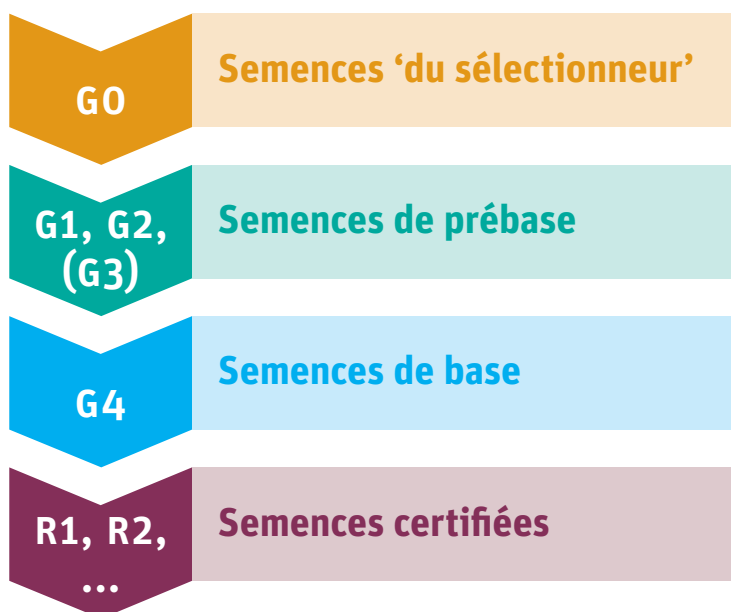 G0
Semences ‘du sélectionneur’
G1, G2,
(G3)
Semences de prébase
G4
Semences de base
R1, R2,
...
Semences certifiées